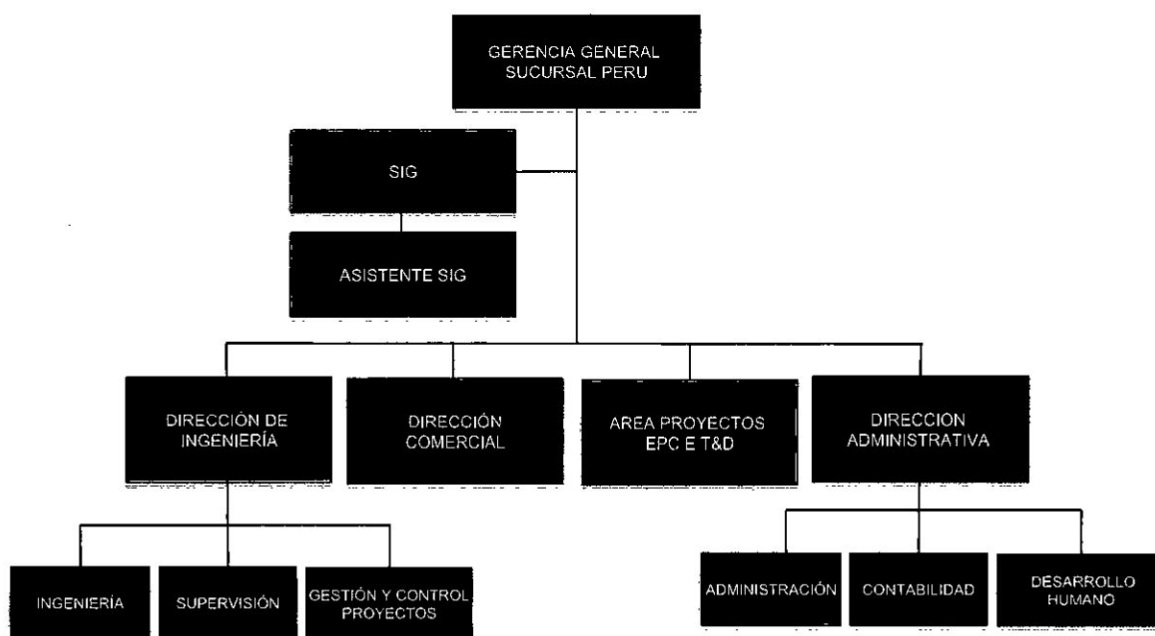 GERENCIA GENERAL
SUCURSAL PERU
SIG
ASISTENTE SIG
DIRECCIÓN DE
INGENIERÍA
DIRECCIÓN
COMERCIAL
AREA PROYECTOS
EPC E T&D
DIRECCION
ADMINISTRATIVA
INGENIERÍA
SUPERVISIÓN
GESTIÓN Y CONTROL
PROYECTOS
ADMINISTRACIÓN
CONTABILIDAD
DESARROLLO
HUMANO